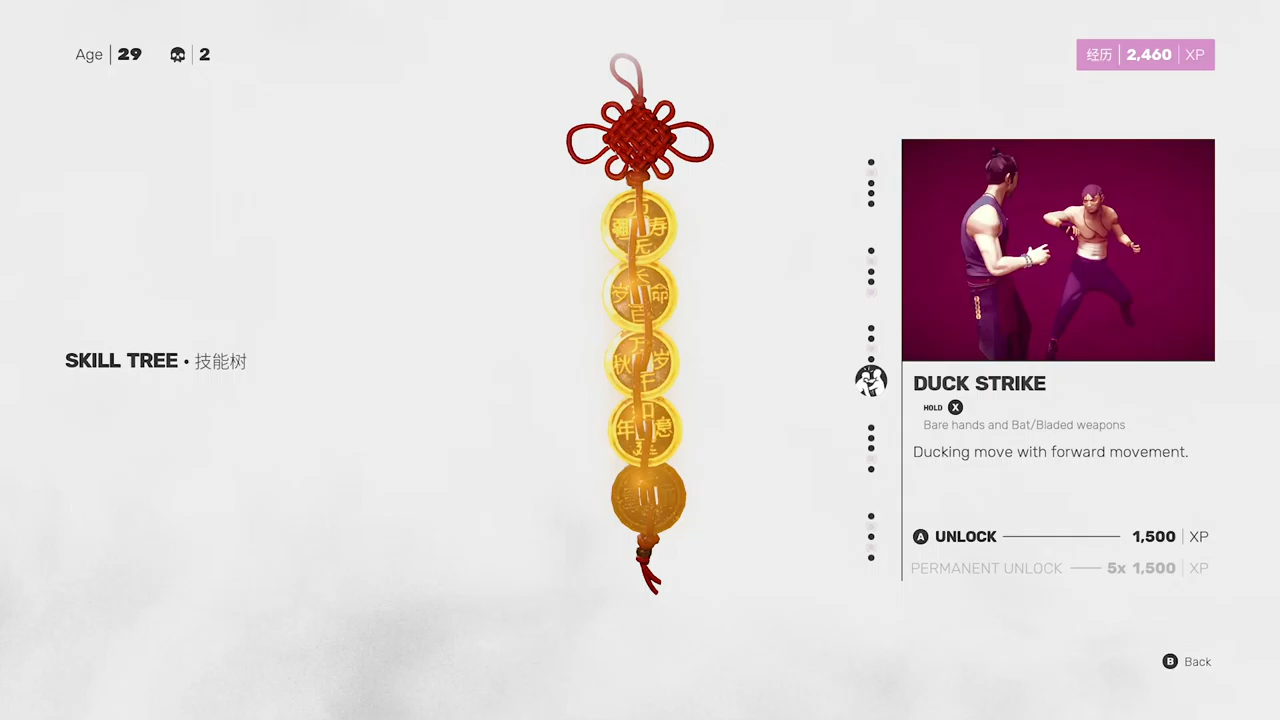 Age 29 2
经历 2,460 XP
SKILL TREE • 技能树
DUCK STRIKE
HOLD X
Bare hands and Bat/Bladed weapons
Ducking move with forward movement.
A UNLOCK 1,500 XP
PERMANENT UNLOCK 5x 1,500 XP
B Back